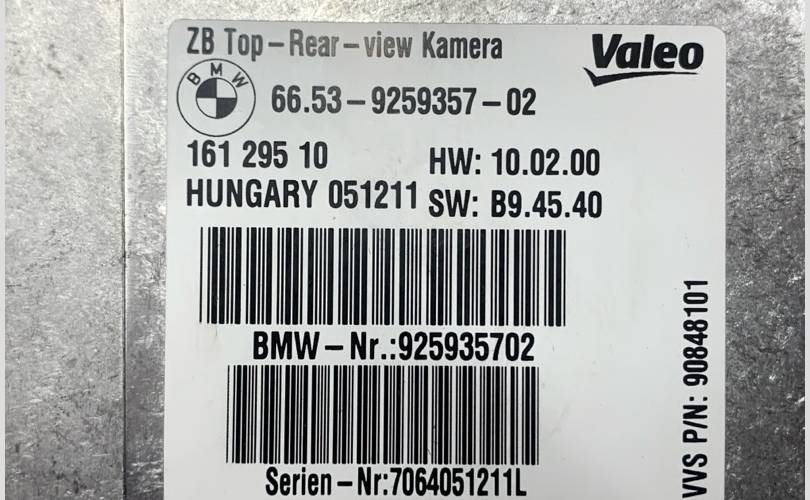 ZB Top-Rear-view Kamera
Valeo
BMW
66.53-9259357-02
161 295 10
HW: 10.02.00
HUNGARY 051211
SW: B9.45.40
BMW-Nr.:925935702
Serien-Nr:7064051211L
VVS P/N: 90848101